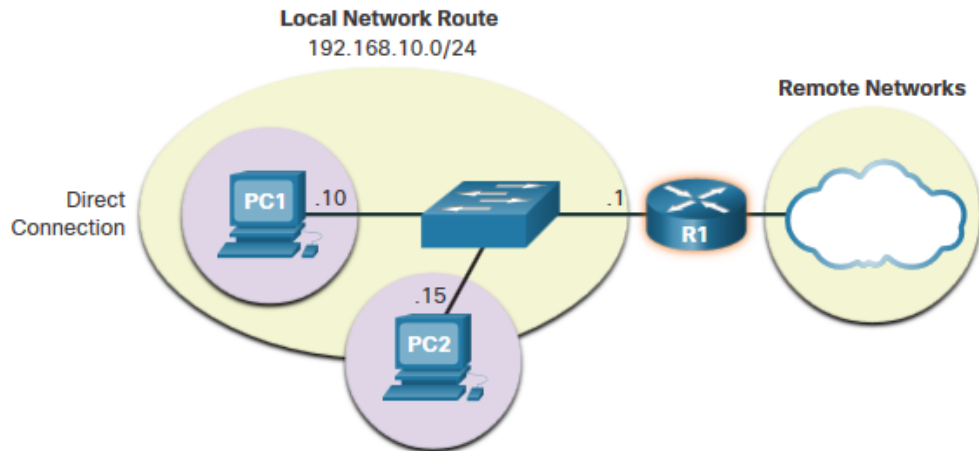 Local Network Route
192.168.10.0/24
Remote Networks
Direct
Connection
PC1
.10
.1
R1
.15
PC2